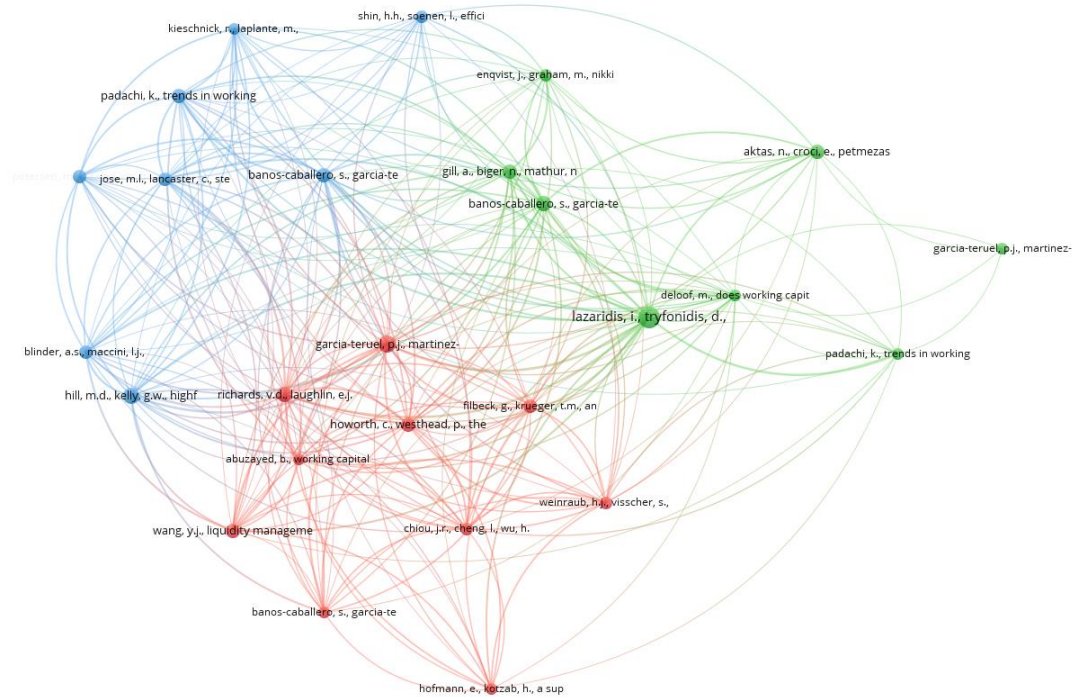 shin, h.h., soenen, l., effici
kieschnick, r., laplante, m.,
enqvist, j., graham, m., nikki
padachi, k., trends in working
aktas, n., croci, e., petmezas
gill, a., biger, n., mathur, n
jose, m.l., lancaster, c., ste
banos-caballero, s., garcia-te
banos-caballero, s., garcia-te
garcia-teruel, p.j., martinez-
deloof, m., does working capit
lazaridis, i., tryfonidis, d.,
garcia-teruel, p.j., martinez-
blinder, a.s., maccini, l.j.,
padachi, k., trends in working
hill, m.d., kelly, g.w., highf
richards, v.d., laughlin, e.j.
filbeck, g., krueger, t.m., an
howorth, c., westhead, p., the
abuzayed, b., working capital
weinraub, h.j., visscher, s.,
wang, y.j., liquidity manageme
chiou, j.r., cheng, l., wu, h.
banos-caballero, s., garcia-te
hofmann, e., kotzab, h., a sup